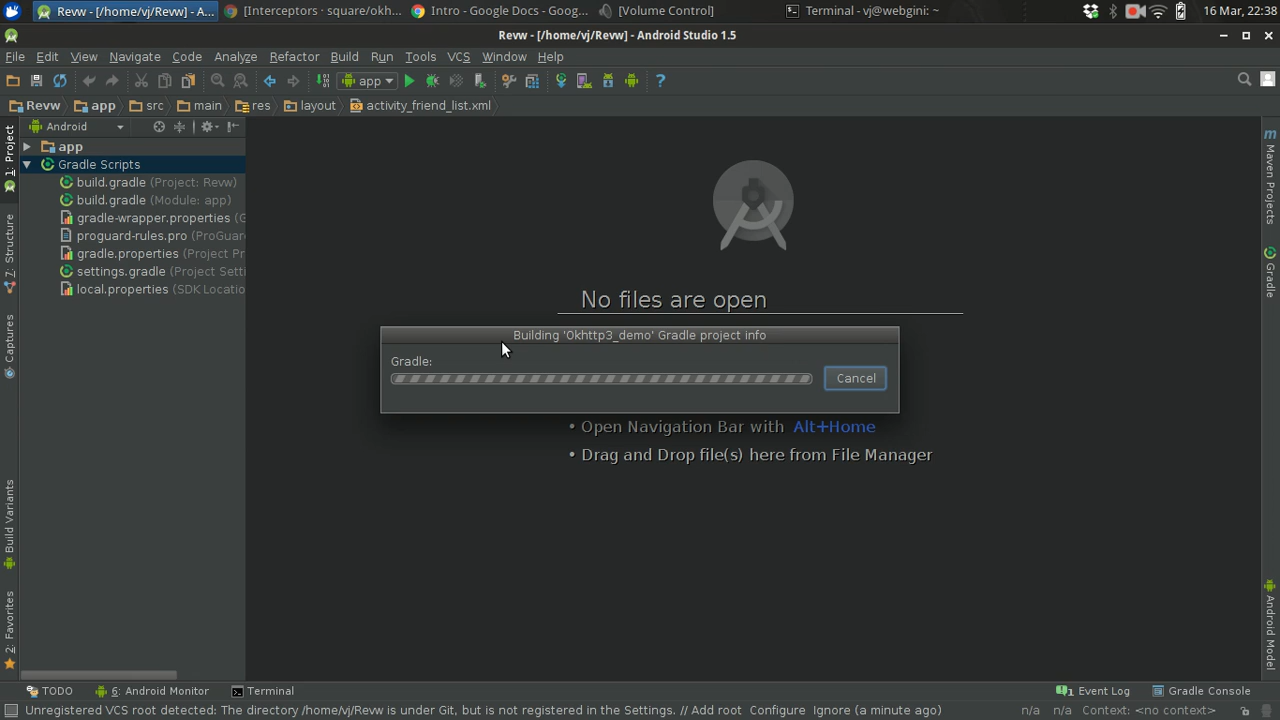 Revw - [/home/vj/Revw] - A...
[Interceptors · square/okh...
Intro - Google Docs - Goog...
[Volume Control]
Terminal - vj@webgini: ~
16 Mar, 22:38
Revw - [/home/vj/Revw] - Android Studio 1.5
File Edit View Navigate Code Analyze Refactor Build Run Tools VCS Window Help
app
Revw app src main res layout activity_friend_list.xml
Android
1: Project
7: Structure
Captures
Build Variants
2: Favorites
app
Gradle Scripts
build.gradle (Project: Revw)
build.gradle (Module: app)
gradle-wrapper.properties (G
proguard-rules.pro (ProGuar
gradle.properties (Project Pr
settings.gradle (Project Setti
local.properties (SDK Locatio
No files are open
Building 'Okhttp3_demo' Gradle project info
Gradle:
Cancel
• Open Navigation Bar with Alt+Home
• Drag and Drop file(s) here from File Manager
m
Maven Projects
Gradle
Android Model
TODO
6: Android Monitor
Terminal
1 Event Log
Gradle Console
Unregistered VCS root detected: The directory /home/vj/Revw is under Git, but is not registered in the Settings. // Add root Configure Ignore (a minute ago)
n/a n/a Context: <no context>